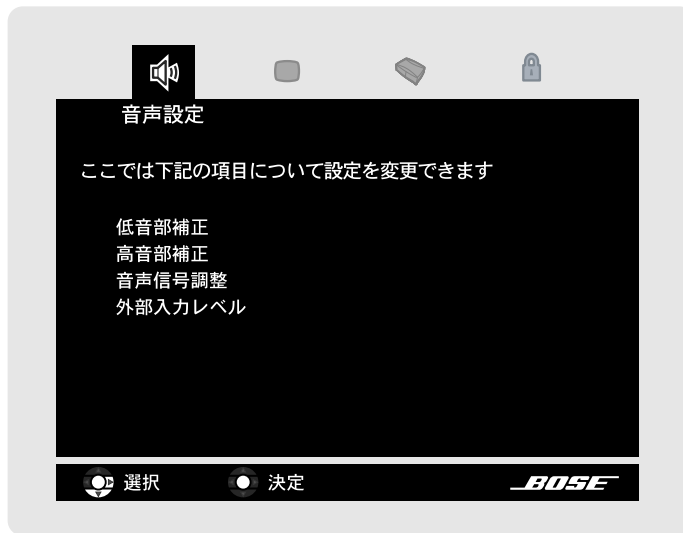 音声設定
ここでは下記の項目について設定を変更できます
低音部補正
高音部補正
音声信号調整
外部入力レベル
選択 決定 BOSE